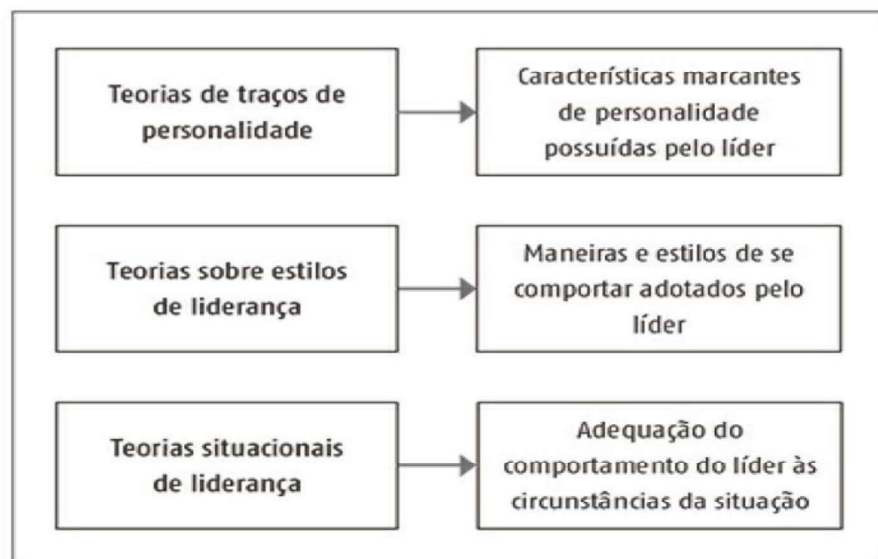 Teorias de traços de
personalidade
Características marcantes
de personalidade
possuídas pelo líder
Teorias sobre estilos
de liderança
Maneiras e estilos de se
comportar adotados pelo
líder
Teorias situacionais
de liderança
Adequação do
comportamento do líder às
circunstâncias da situação